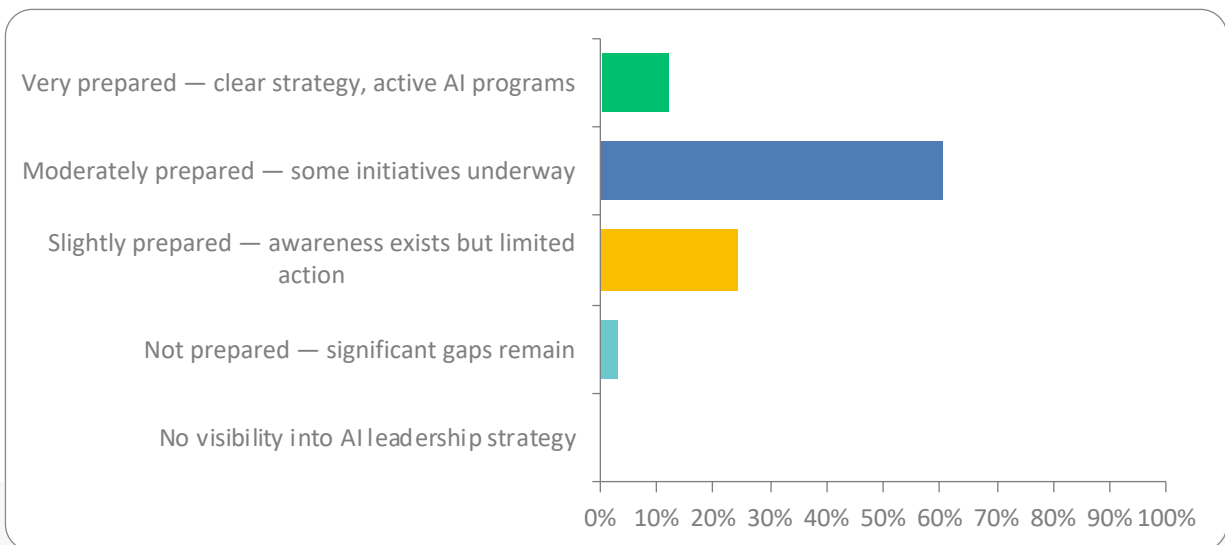 Very prepared — clear strategy, active AI programs
Moderately prepared — some initiatives underway
Slightly prepared — awareness exists but limited
action
Not prepared — significant gaps remain
No visibility into AI leadership strategy
0% 10% 20% 30% 40% 50% 60% 70% 80% 90% 100%